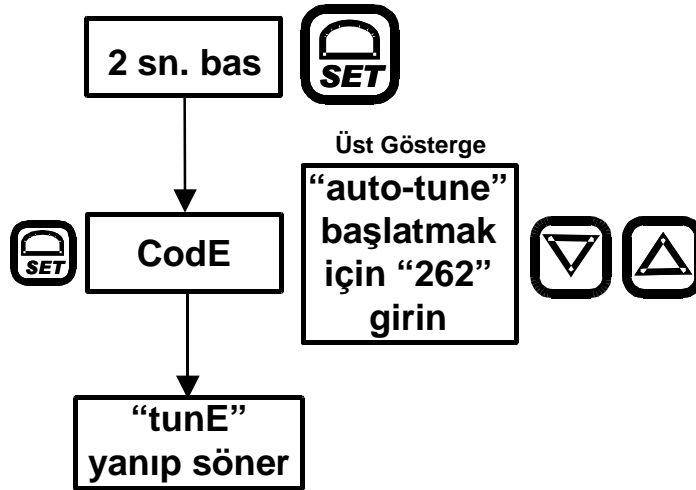 2 sn. bas
SET
Üst Gösterge
“auto-tune”
başlatmak
için “262”
girin
SET
CodE
“tunE”
yanıp söner